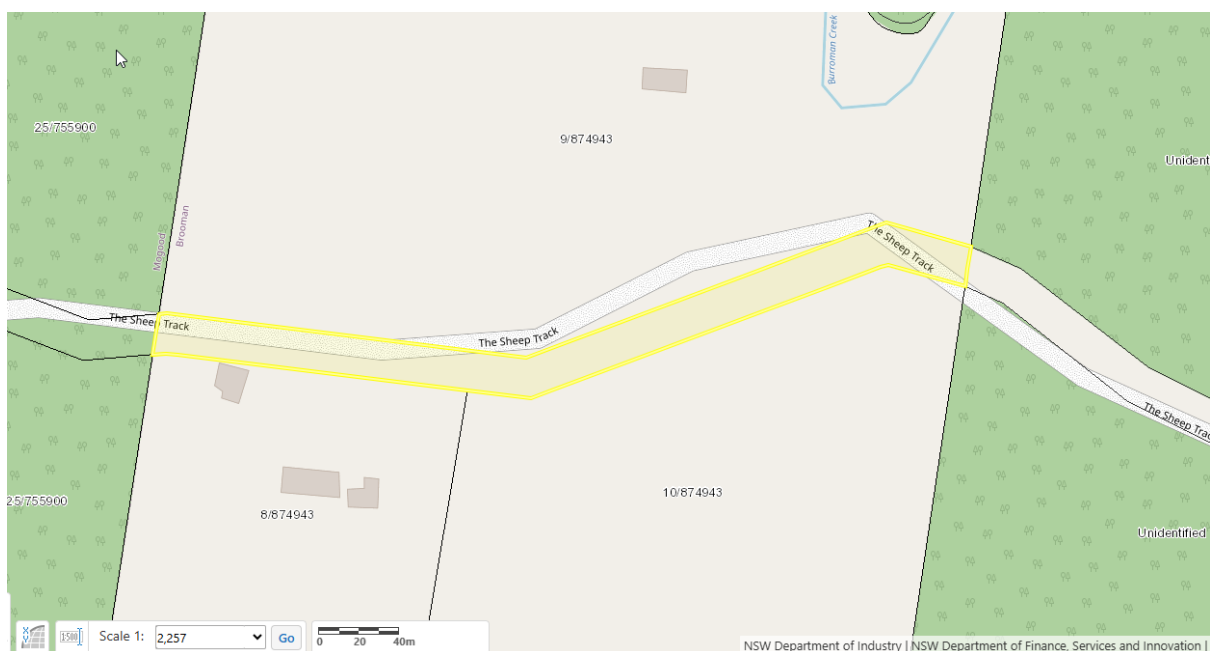 Burroman Creek
25/755900
9/874943
Unident
Mogood
Brooman
The Sheep Track
The Sheep Track
The Sheep Track
The Sheep Trac
25/755900
8/874943
10/874943
Unidentified
1500
Scale 1: 2,257 Go
0 20 40m
NSW Department of Industry | NSW Department of Finance, Services and Innovation |